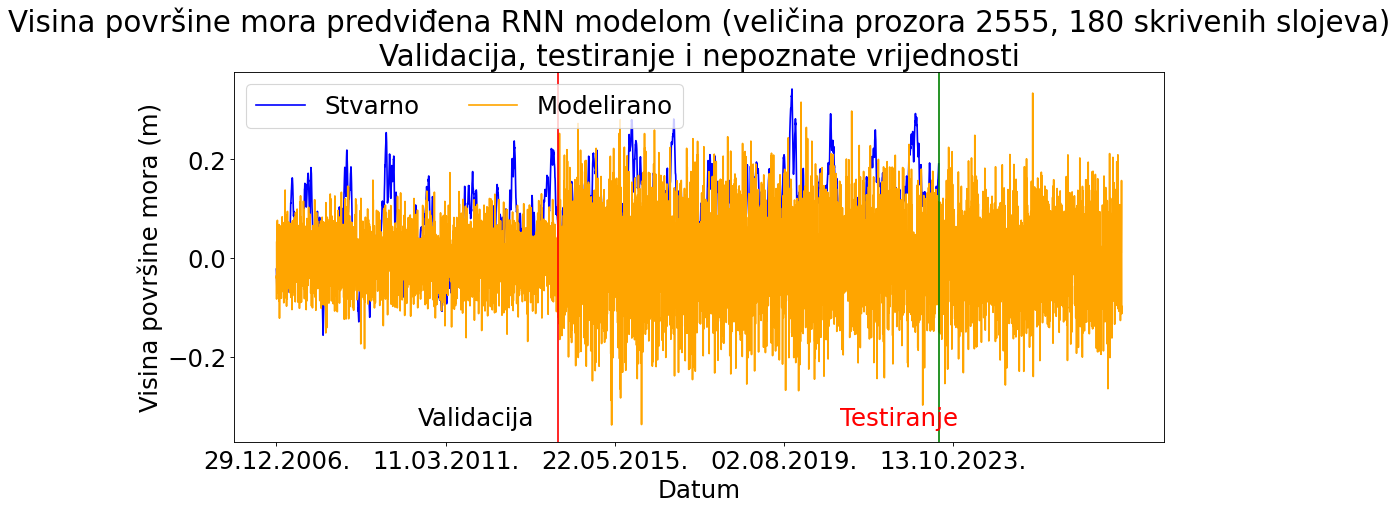 Visina površine mora predviđena RNN modelom (veličina prozora 2555, 180 skrivenih slojeva)
Validacija, testiranje i nepoznate vrijednosti
Stvarno
Modelirano
Visina površine mora (m)
0.2
0.0
−0.2
Validacija
Testiranje
29.12.2006.
11.03.2011.
22.05.2015.
02.08.2019.
13.10.2023.
Datum